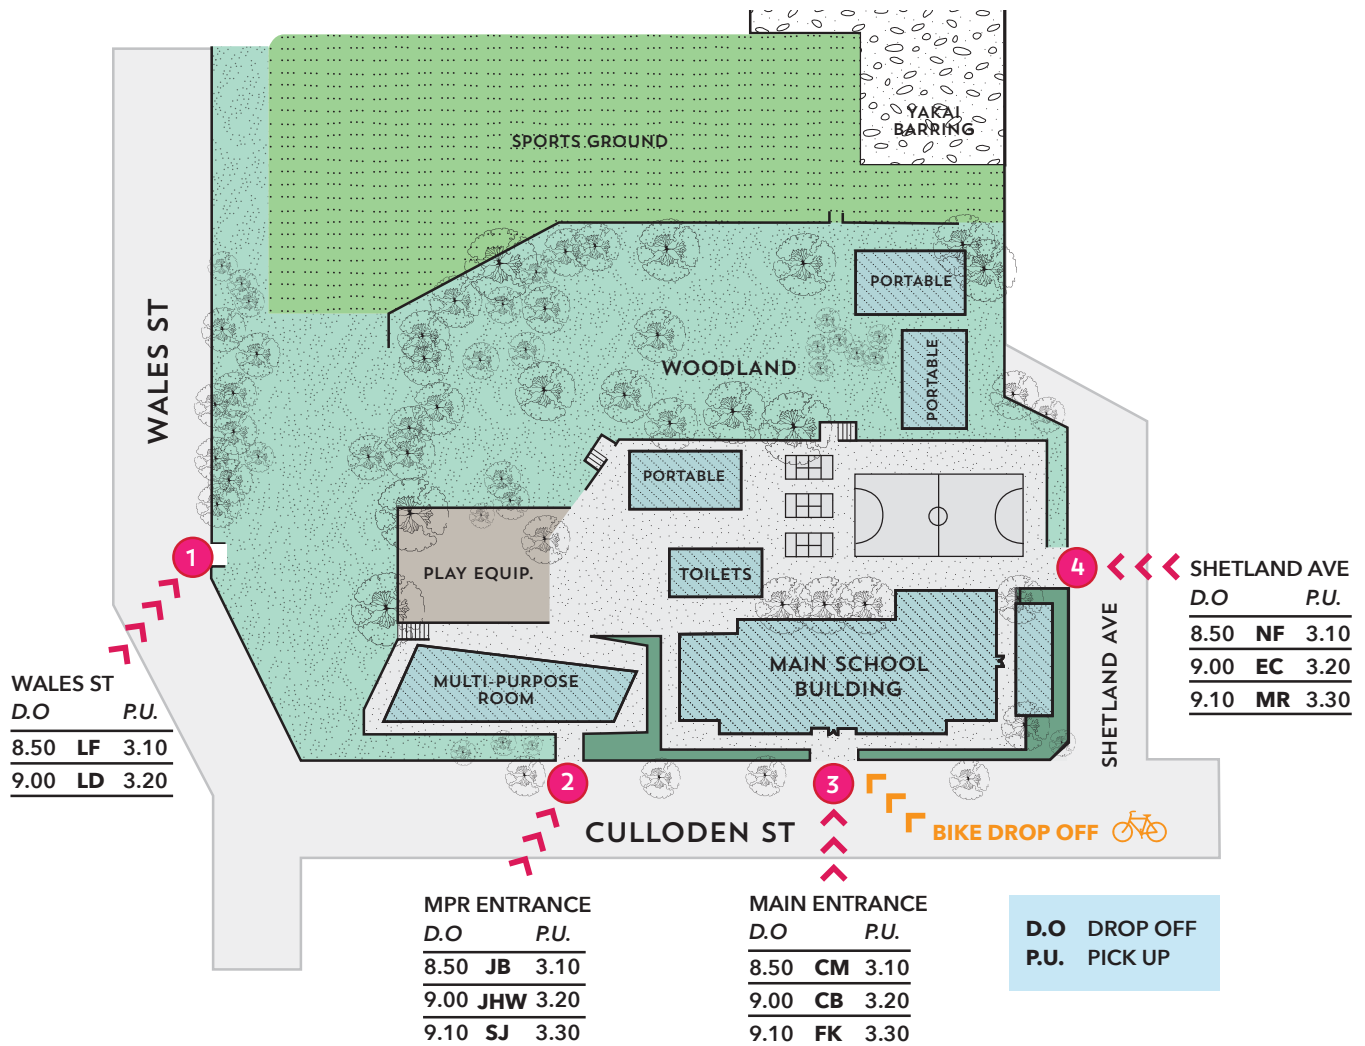 YAKAI
BARRING
SPORTS GROUND
PORTABLE
PORTABLE
WOODLAND
WALES ST
PORTABLE
TOILETS
PLAY EQUIP.
MAIN SCHOOL
BUILDING
MULTI-PURPOSE
ROOM
1
4
SHETLAND AVE
D.O P.U.
8.50 NF 3.10
9.00 EC 3.20
9.10 MR 3.30
SHETLAND AVE
WALES ST
D.O P.U.
8.50 LF 3.10
9.00 LD 3.20
2
3
CULLODEN ST
BIKE DROP OFF
MPR ENTRANCE
D.O P.U.
8.50 JB 3.10
9.00 JHW 3.20
9.10 SJ 3.30
MAIN ENTRANCE
D.O P.U.
8.50 CM 3.10
9.00 CB 3.20
9.10 FK 3.30
D.O DROP OFF
P.U. PICK UP